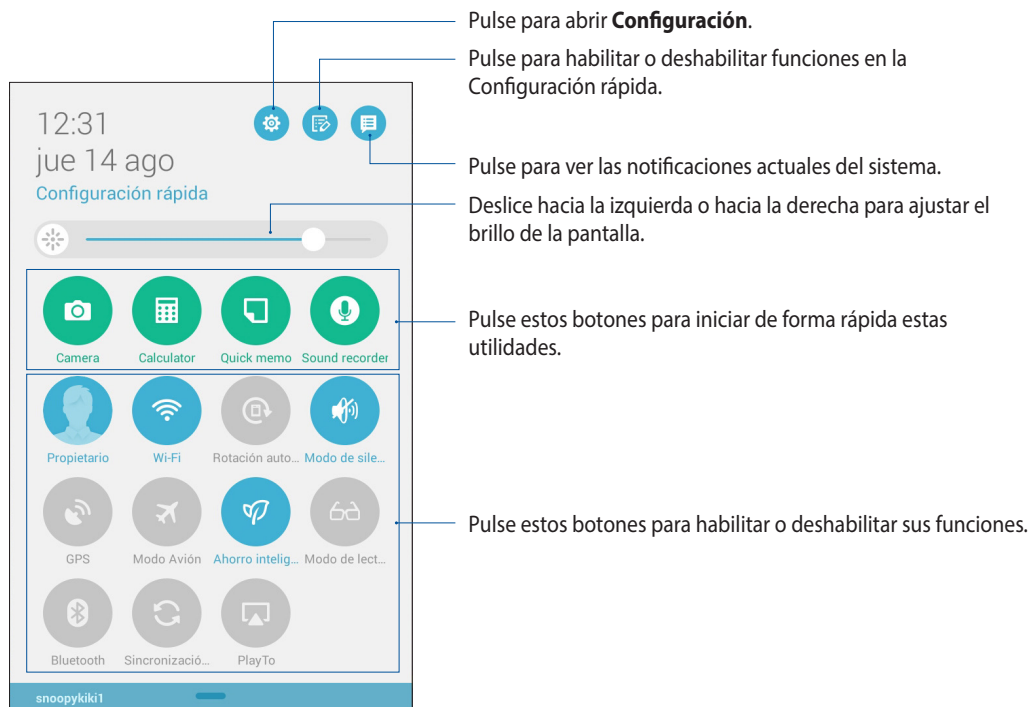 Pulse para abrir Configuración.
Pulse para habilitar o deshabilitar funciones en la
Configuración rápida.
Pulse para ver las notificaciones actuales del sistema.
Deslice hacia la izquierda o hacia la derecha para ajustar el
brillo de la pantalla.
Pulse estos botones para iniciar de forma rápida estas
utilidades.
Pulse estos botones para habilitar o deshabilitar sus funciones.
12:31
jue 14 ago
Configuración rápida
Camera Calculator Quick memo Sound recorder
Propietario Wi-Fi Rotación auto... Modo de sile...
GPS Modo Avión Ahorro intelig... Modo de lect...
Bluetooth Sincronizació... PlayTo
snoopykiki1